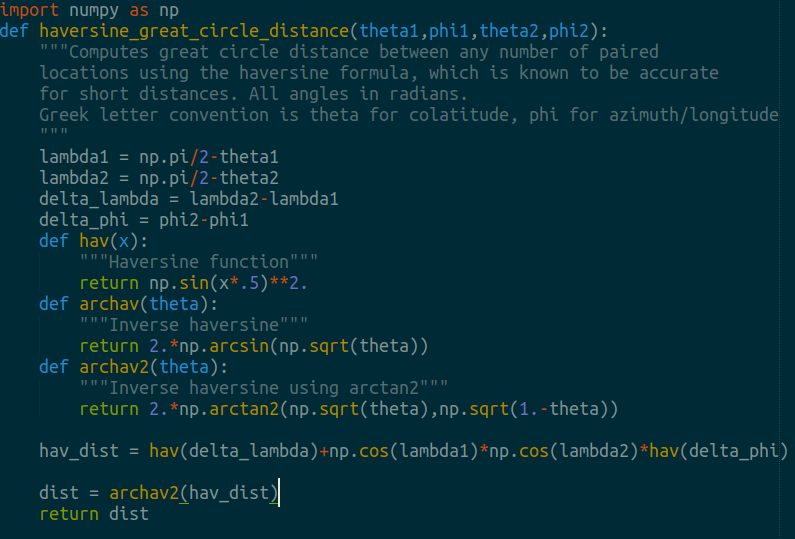 import numpy as np
def haversine_great_circle_distance(theta1,phi1,theta2,phi2):
    """Computes great circle distance between any number of paired
    locations using the haversine formula, which is known to be accurate
    for short distances. All angles in radians.
    Greek letter convention is theta for colatitude, phi for azimuth/longitude
    """
    lambda1 = np.pi/2-theta1
    lambda2 = np.pi/2-theta2
    delta_lambda = lambda2-lambda1
    delta_phi = phi2-phi1
    def hav(x):
        """Haversine function"""
        return np.sin(x*.5)**2.
    def archav(theta):
        """Inverse haversine"""
        return 2.*np.arcsin(np.sqrt(theta))
    def archav2(theta):
        """Inverse haversine using arctan2"""
        return 2.*np.arctan2(np.sqrt(theta),np.sqrt(1.-theta))

    hav_dist = hav(delta_lambda)+np.cos(lambda1)*np.cos(lambda2)*hav(delta_phi)

    dist = archav2(hav_dist)
    return dist